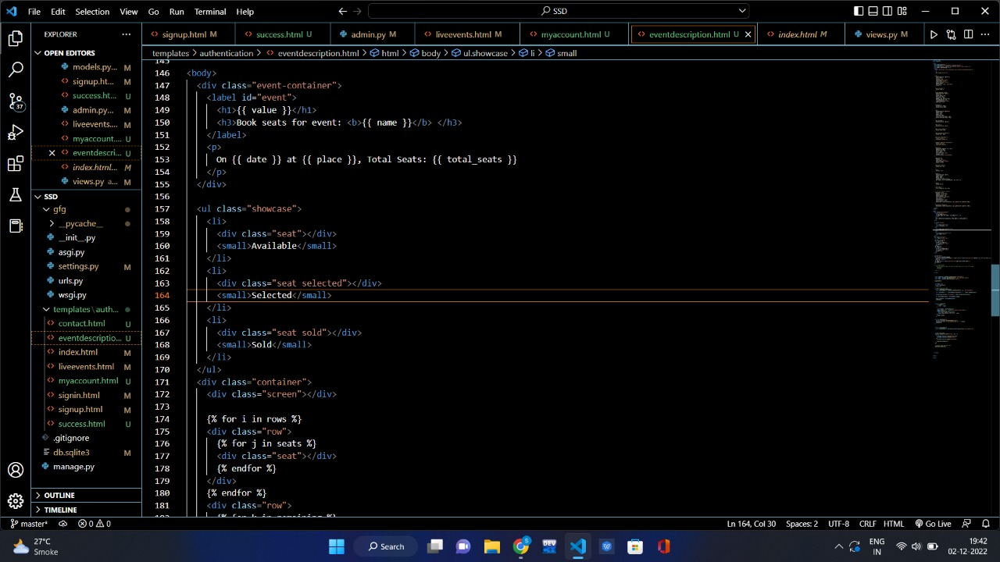 File Edit Selection View Go Run Terminal Help
SSD
EXPLORER
signup.html M
success.html U
admin.py M
liveevents.html M
myaccount.html U
eventdescription.html U
index.html M
views.py M
templates > authentication > eventdescription.html > html > body > ul.showcase > li > small
OPEN EDITORS
models.py... M
signup.ht... M
success.ht... U
admin.py... M
liveevents.... M
myaccount... U
eventdescri... U
index.html... M
views.py a... M
37
SSD
gfg
__pycache__
__init__.py
asgi.py
settings.py M
urls.py
wsgi.py
templates \ auth...
contact.html U
eventdescriptio... U
index.html M
liveevents.html M
myaccount.html U
signin.html M
signup.html M
success.html U
.gitignore
db.sqlite3 M
manage.py
OUTLINE
TIMELINE
145
146 <body>
147 <div class="event-container">
148 <label id="event">
149 <h1>{{ value }}</h1>
150 <h3>Book seats for event: <b>{{ name}}</b> </h3>
151 </label>
152 <p>
153 On {{ date }} at {{ place }}, Total seats: {{ total_seats }}
154 </p>
155 </div>
156
157 <ul class="showcase">
158 <li>
159 <div class="seat"></div>
160 <small>Available</small>
161 </li>
162 <li>
163 <div class="seat selected"></div>
164 <small>Selected</small>
165 </li>
166 <li>
167 <div class="seat sold"></div>
168 <small>Sold</small>
169 </li>
170 </ul>
171 <div class="container">
172 <div class="screen"></div>
173
174 {% for i in rows %}
175 <div class="row">
176 {% for j in seats %}
177 <div class="seat"></div>
178 {% endfor %}
179 </div>
180 {% endfor %}
181 <div class="row">
182 {% for k in remaining %}
master* 0 0
Ln 164, Col 30 Spaces: 2 UTF-8 CRLF HTML Go Live
27°C
Smoke
Search
5
DEV
ENG
IN
19:42
02-12-2022